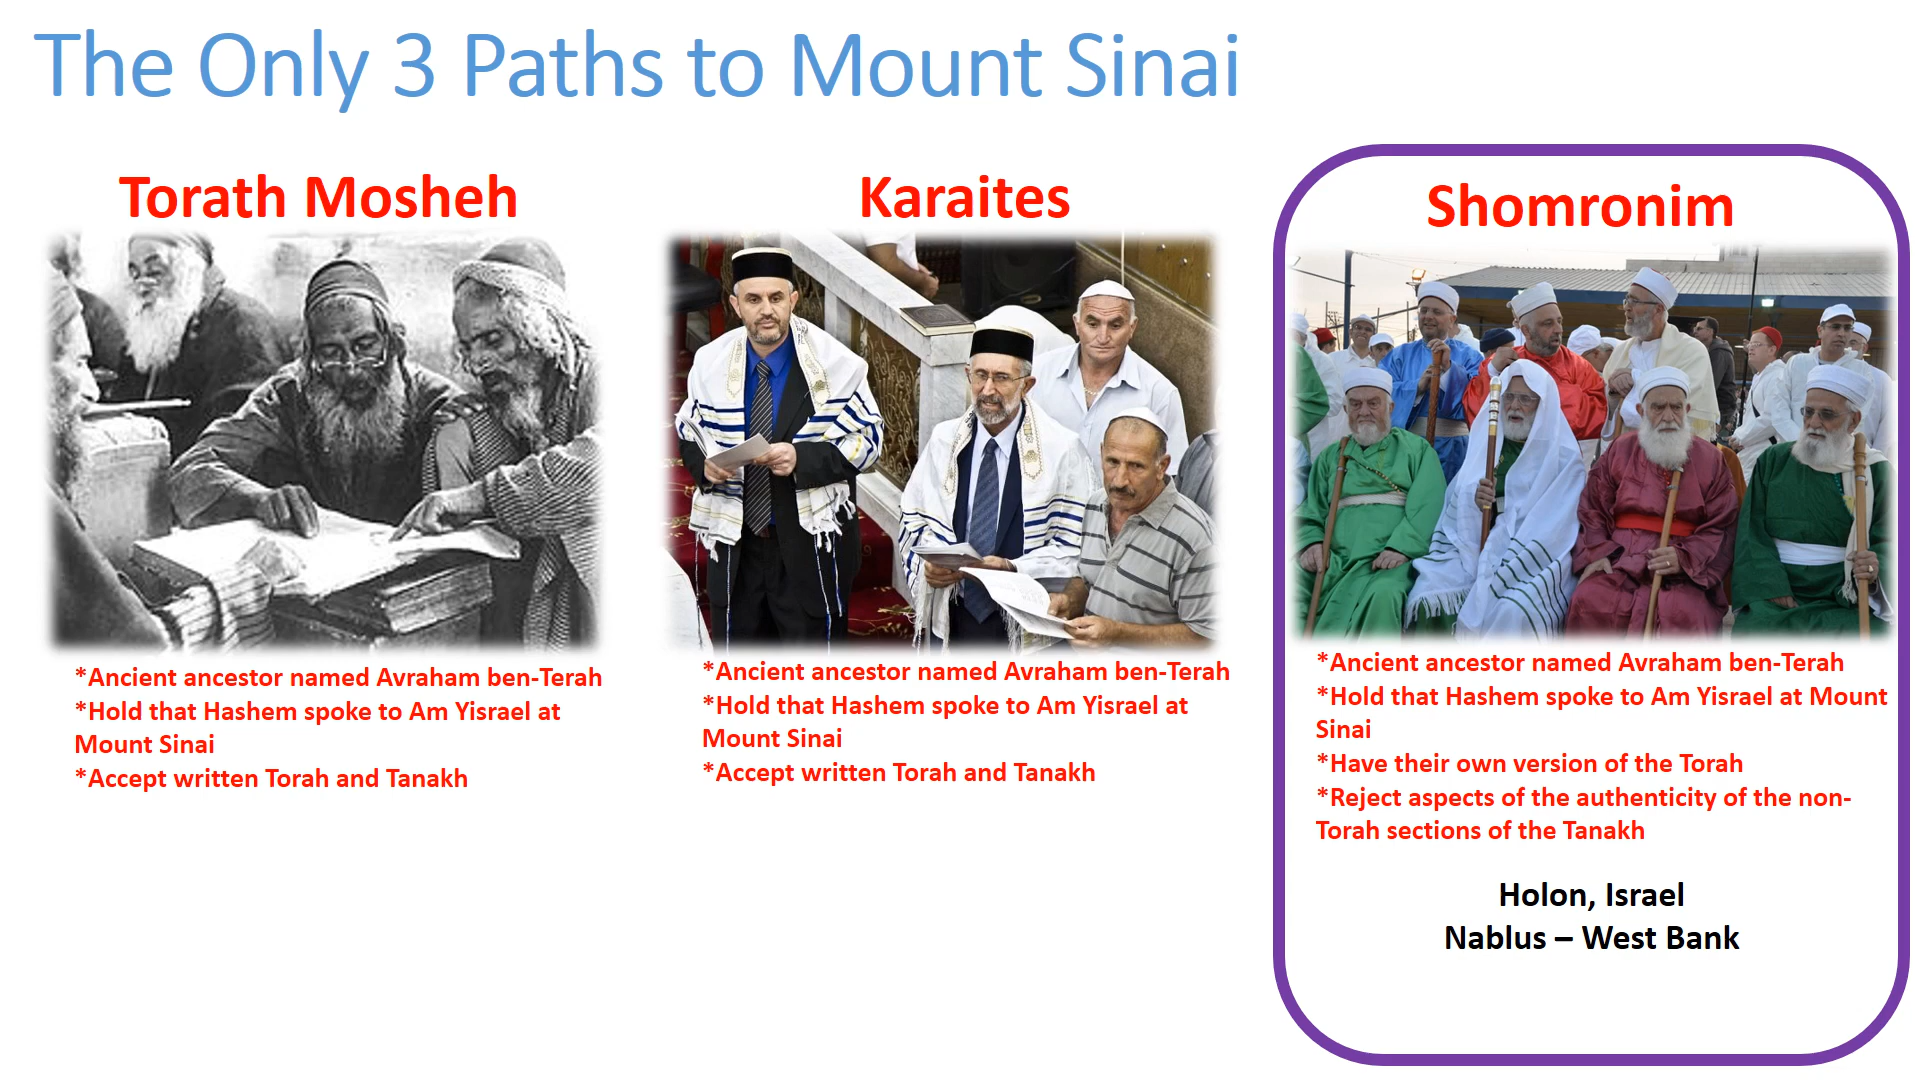 The Only 3 Paths to Mount Sinai
Torath Mosheh
*Ancient ancestor named Avraham ben-Terah
*Hold that Hashem spoke to Am Yisrael at
Mount Sinai
*Accept written Torah and Tanakh
Karaites
*Ancient ancestor named Avraham ben-Terah
*Hold that Hashem spoke to Am Yisrael at
Mount Sinai
*Accept written Torah and Tanakh
Shomronim
*Ancient ancestor named Avraham ben-Terah
*Hold that Hashem spoke to Am Yisrael at Mount
Sinai
*Have their own version of the Torah
*Reject aspects of the authenticity of the non-
Torah sections of the Tanakh
Holon, Israel
Nablus – West Bank